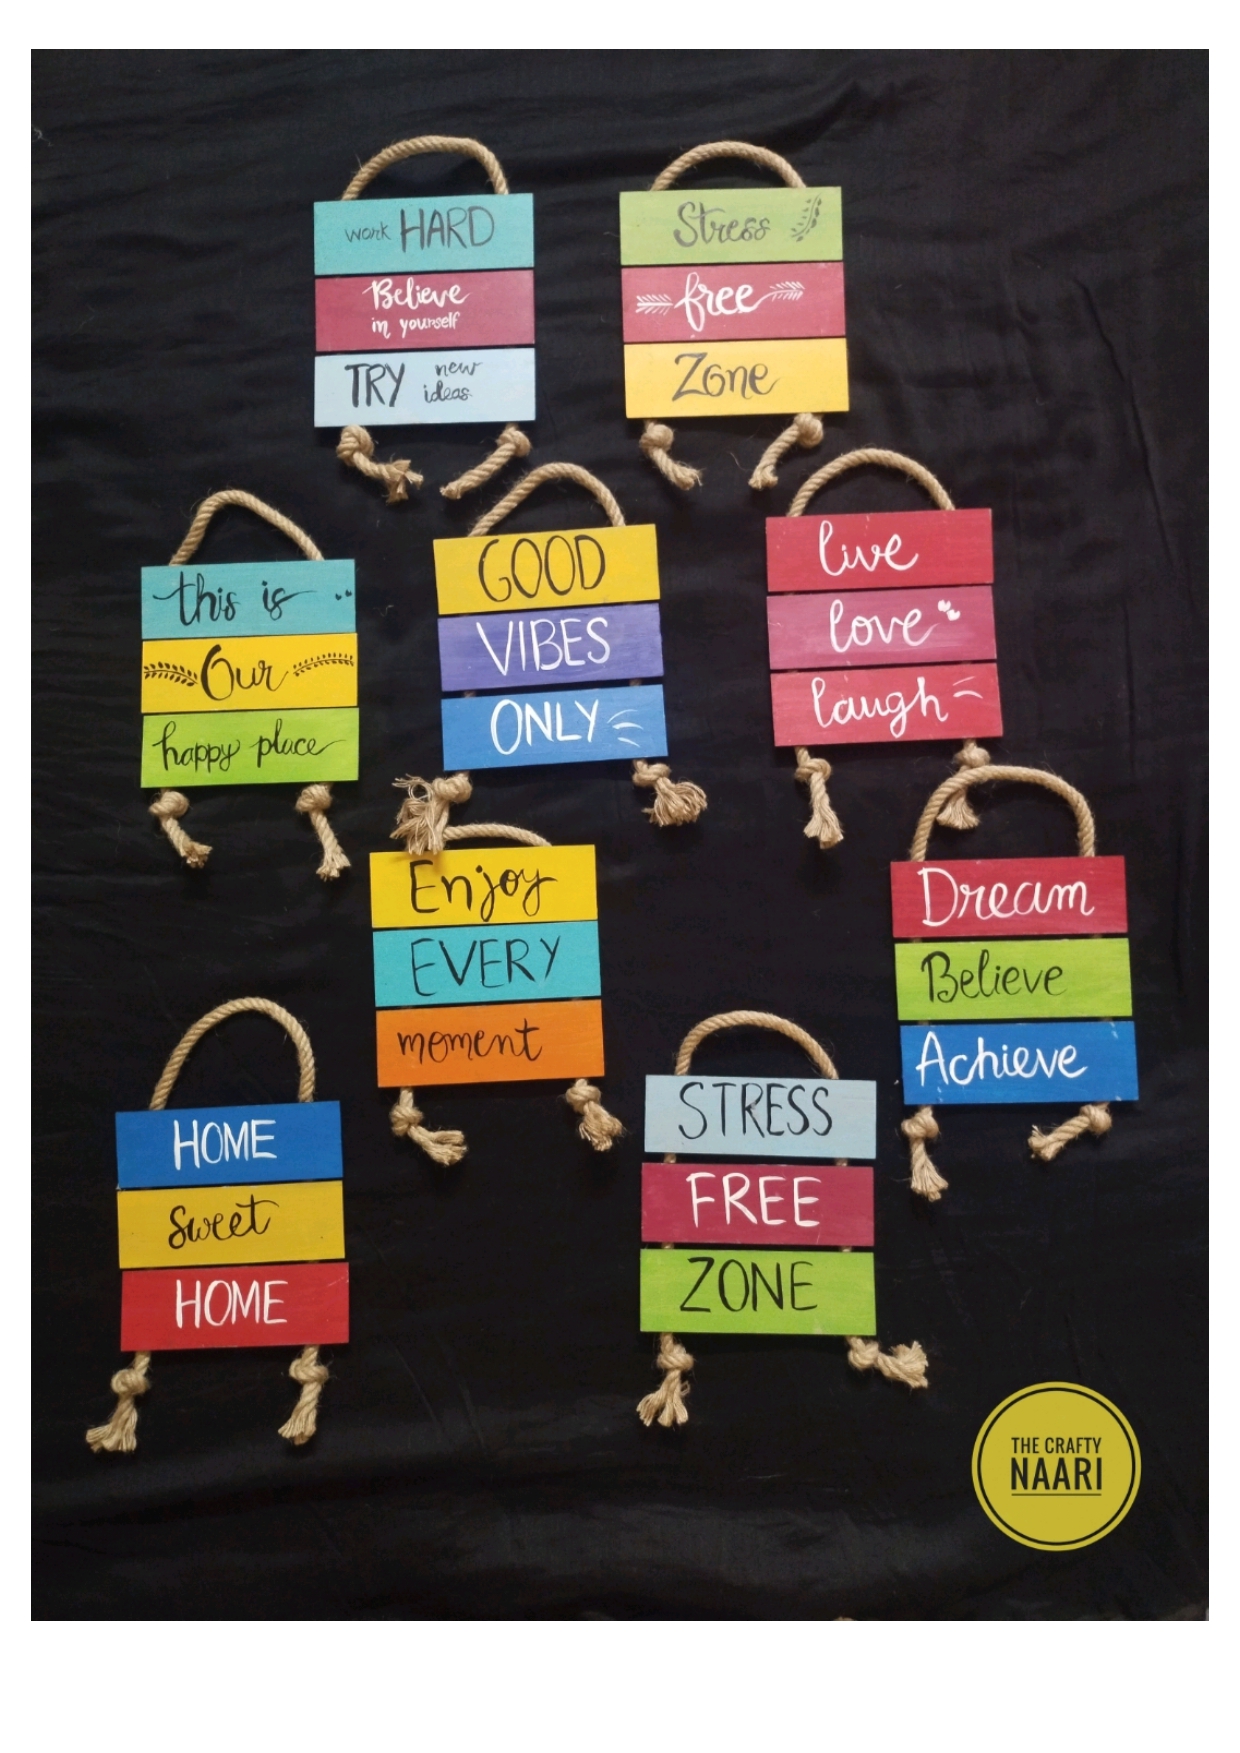 work HARD
Believe
in yourself
TRY new
ideas
Stress
free
Zone
this is
Our
happy place
GOOD
VIBES
ONLY
live
love
laugh
Enjoy
EVERY
moment
Dream
Believe
Achieve
HOME
sweet
HOME
STRESS
FREE
ZONE
THE CRAFTY
NAARI